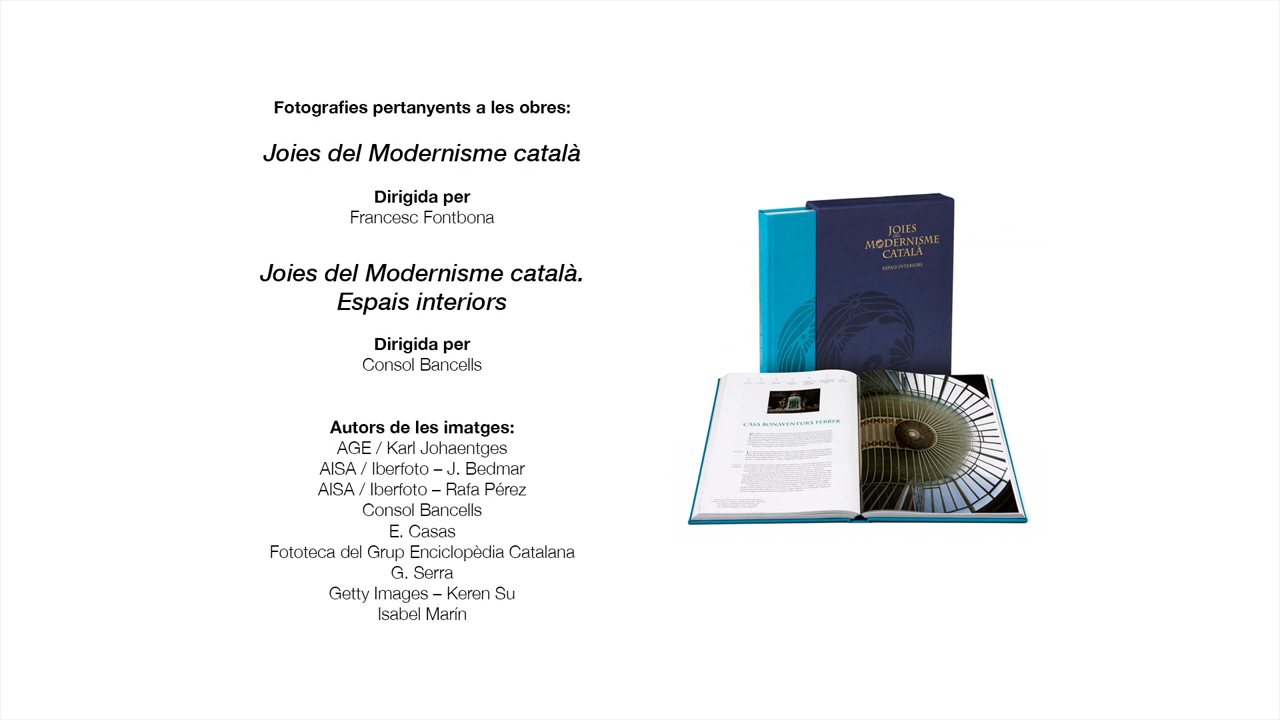 Fotografies pertanyents a les obres:
Joies del Modernisme català
Dirigida per
Francesc Fontbona
Joies del Modernisme català.
Espais interiors
Dirigida per
Consol Bancells
Autors de les imatges:
AGE / Karl Johaentges
AISA / Iberfoto – J. Bedmar
AISA / Iberfoto – Rafa Pérez
Consol Bancells
E. Casas
Fototeca del Grup Enciclopèdia Catalana
G. Serra
Getty Images – Keren Su
Isabel Marín
JOIES
DEL
MODERNISME
CATALÀ
ESPAIS INTERIORS
CASA BONAVENTURA FERRER